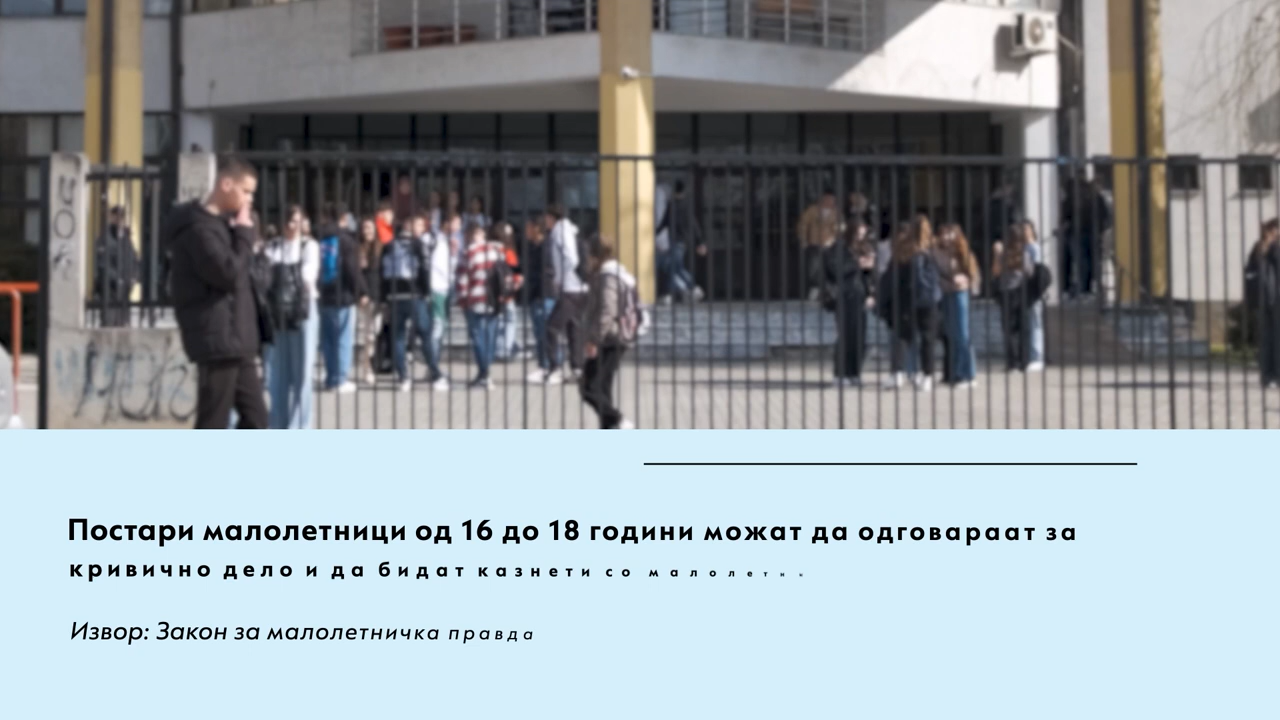 Постари малолетници од 16 до 18 години можат да одговараат за
кривично дело и да бидат казнети со
Извор: Закон за малолетничка правда